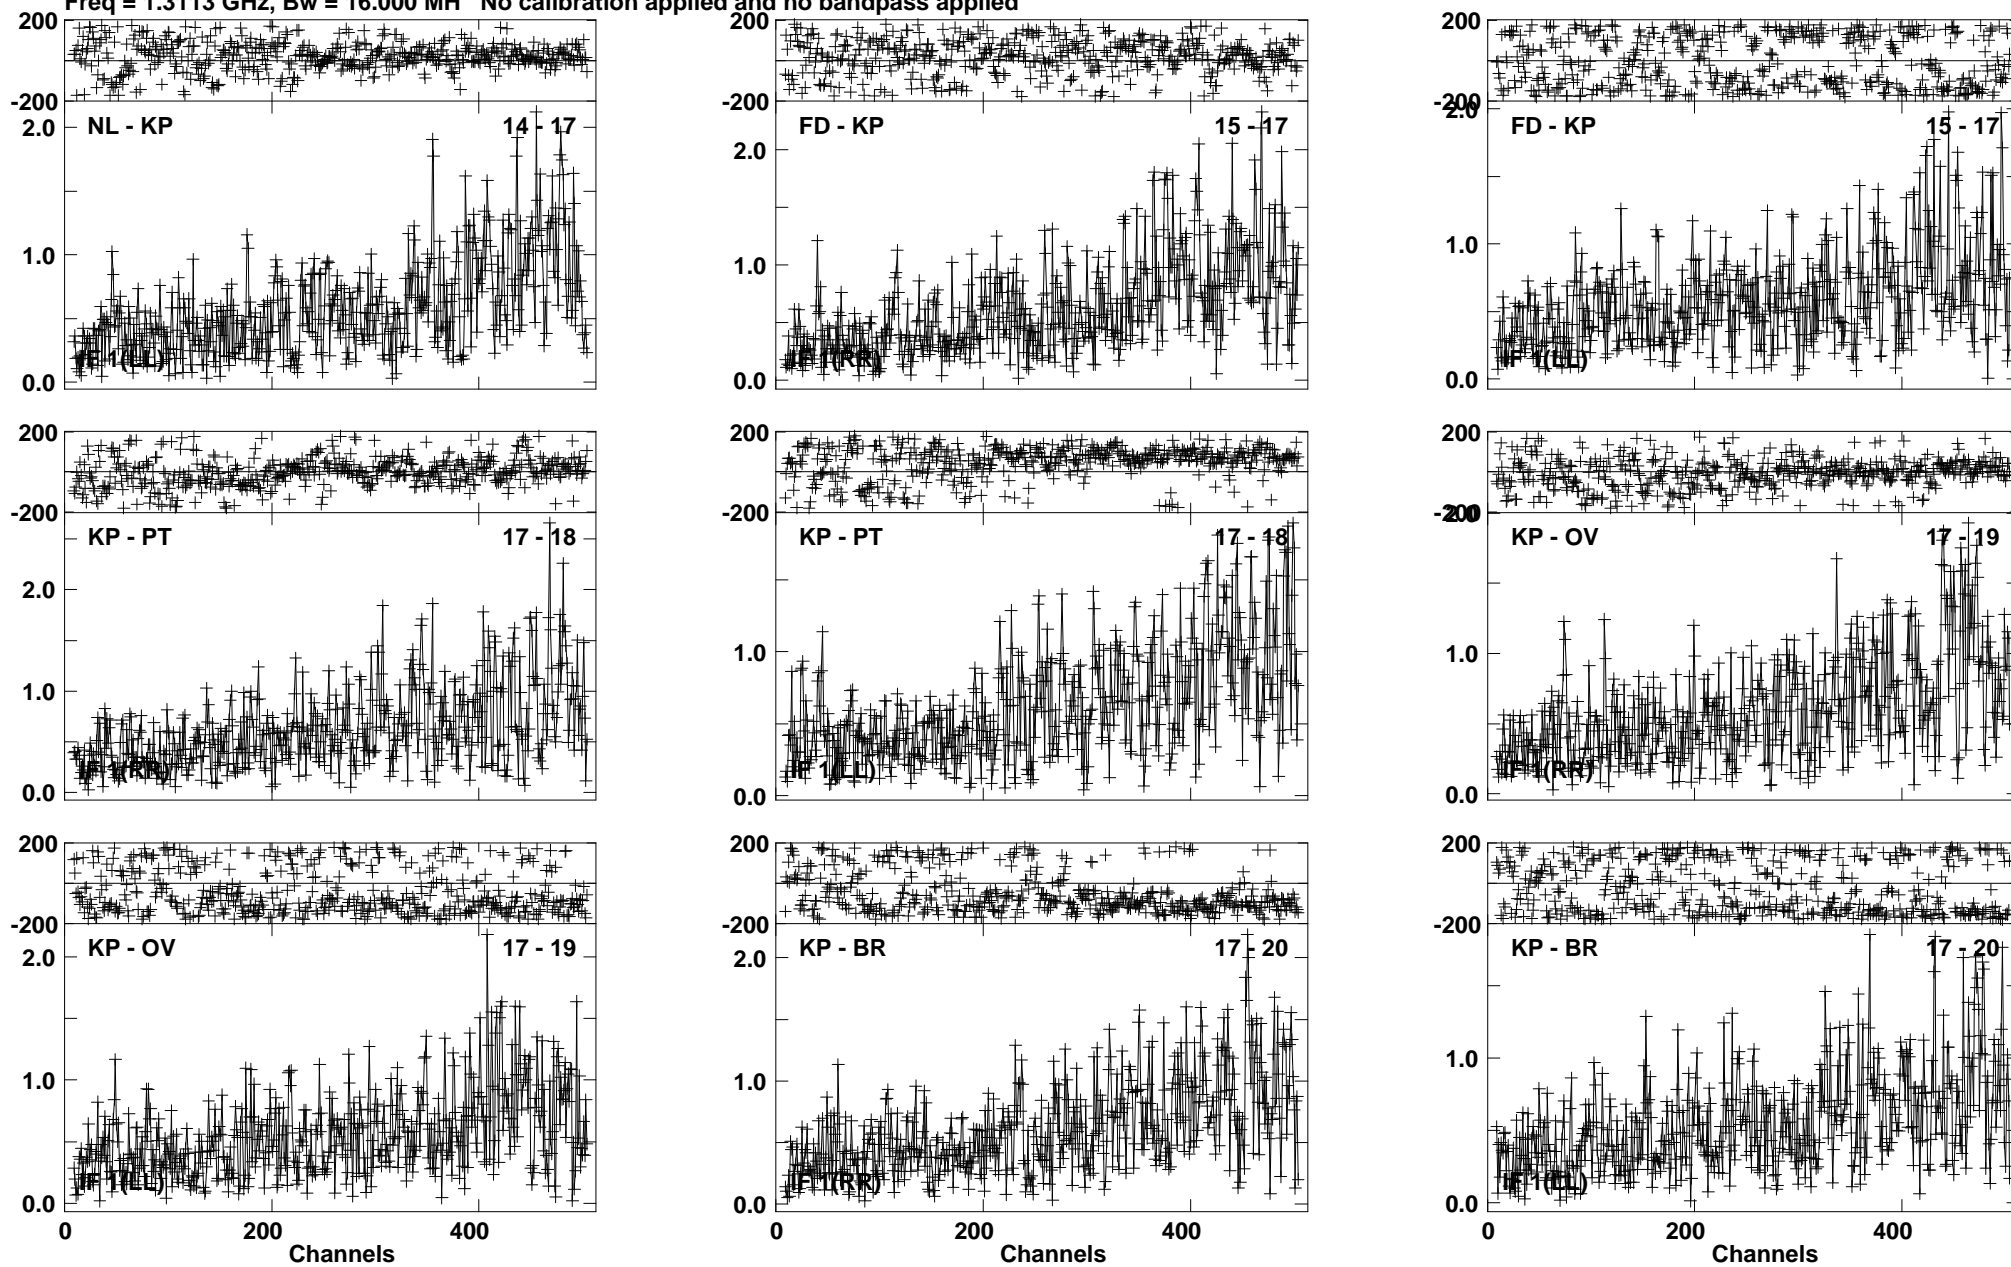 Freq = 1.3113 GHz, Bw = 16.000 MH No calibration applied and no bandpass applied
200
-200
NL - KP 14 - 17
2.0
1.0
0.0
IF 1(LL)
200
-200
FD - KP 15 - 17
2.0
1.0
0.0
IF 1(RR)
200
-200
2.0
FD - KP 15 - 17
1.0
0.0
IF 1(LL)
200
-200
KP - PT 17 - 18
2.0
1.0
0.0
IF 1(RR)
200
-200
KP - PT 17 - 18
1.0
0.0
IF 1(LL)
200
-200
2.0
KP - OV 17 - 19
1.0
0.0
IF 1(RR)
200
-200
KP - OV 17 - 19
2.0
1.0
0.0
IF 1(LL)
0 200 400
Channels
200
-200
KP - BR 17 - 20
2.0
1.0
0.0
IF 1(RR)
0 200 400
Channels
200
-200
KP - BR 17 - 20
1.0
0.0
IF 1(LL)
0 200 400
Channels